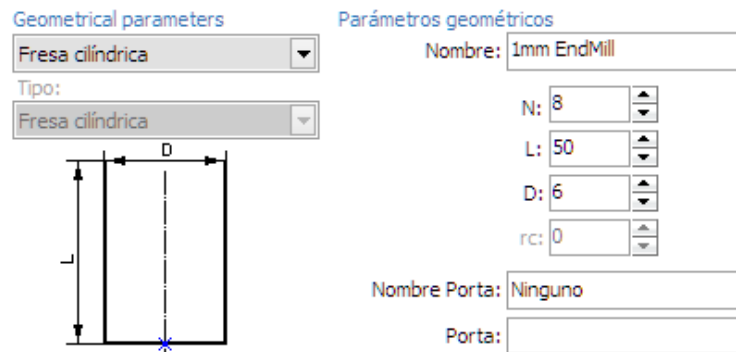 Geometrical parameters
Fresa cilíndrica
Tipo:
Fresa cilíndrica
D
L
Parámetros geométricos
Nombre: 1mm EndMill
N: 8
L: 50
D: 6
rc: 0
Nombre Porta: Ninguno
Porta: